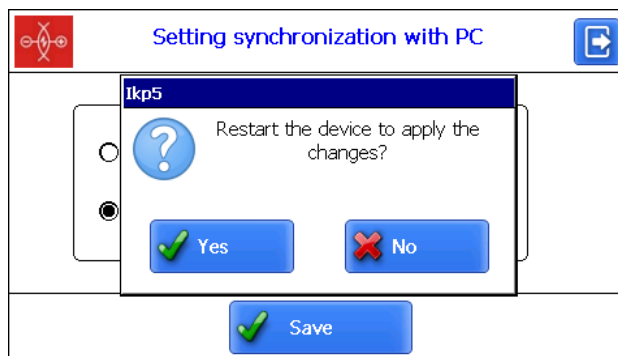 Setting synchronization with PC
Ikp5
Restart the device to apply the
changes?
Yes
No
Save